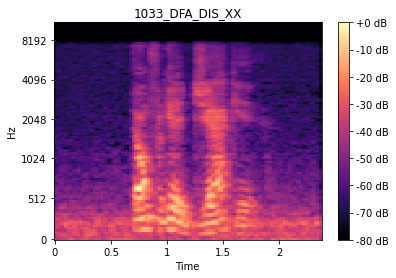 1033_DFA_DIS_XX
+0 dB
8192
-10 dB
4096
-20 dB
-30 dB
2048
Hz
-40 dB
1024
-50 dB
512
-60 dB
-70 dB
0
-80 dB
0 0.5 1 1.5 2
Time